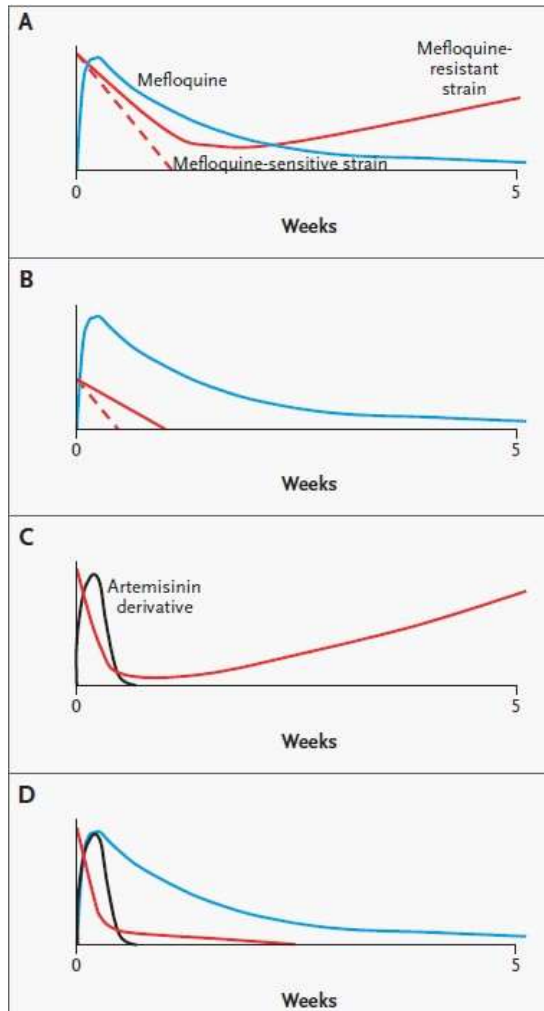 A
Mefloquine
Mefloquine-
resistant
strain
Mefloquine-sensitive strain
0
5
Weeks
B
0
5
Weeks
C
Artemisinin
derivative
0
5
Weeks
D
0
5
Weeks